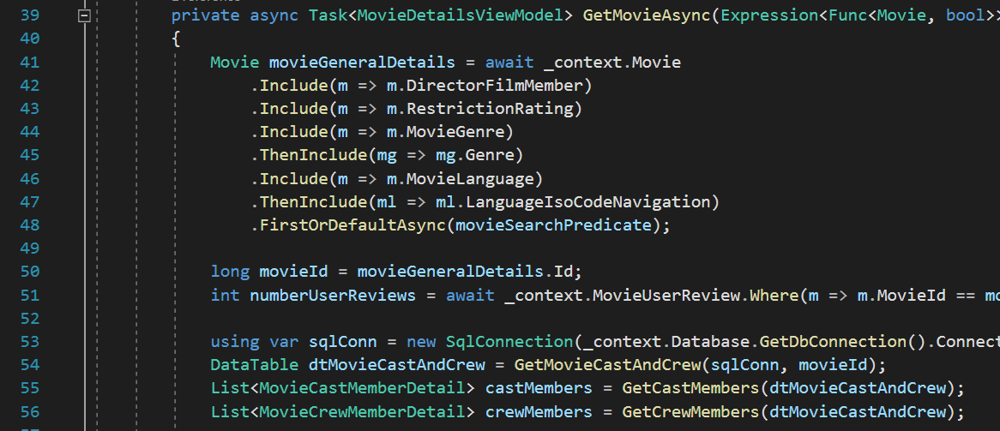 39 private async Task<MovieDetailsViewModel> GetMovieAsync(Expression<Func<Movie, bool>>
40 {
41 Movie movieGeneralDetails = await _context.Movie
42 .Include(m => m.DirectorFilmMember)
43 .Include(m => m.RestrictionRating)
44 .Include(m => m.MovieGenre)
45 .ThenInclude(mg => mg.Genre)
46 .Include(m => m.MovieLanguage)
47 .ThenInclude(ml => ml.LanguageIsoCodeNavigation)
48 .FirstOrDefaultAsync(movieSearchPredicate);
49
50 long movieId = movieGeneralDetails.Id;
51 int numberUserReviews = await _context.MovieUserReview.Where(m => m.MovieId == mo
52
53 using var sqlConn = new SqlConnection(_context.Database.GetDbConnection().Connect
54 DataTable dtMovieCastAndCrew = GetMovieCastAndCrew(sqlConn, movieId);
55 List<MovieCastMemberDetail> castMembers = GetCastMembers(dtMovieCastAndCrew);
56 List<MovieCrewMemberDetail> crewMembers = GetCrewMembers(dtMovieCastAndCrew);